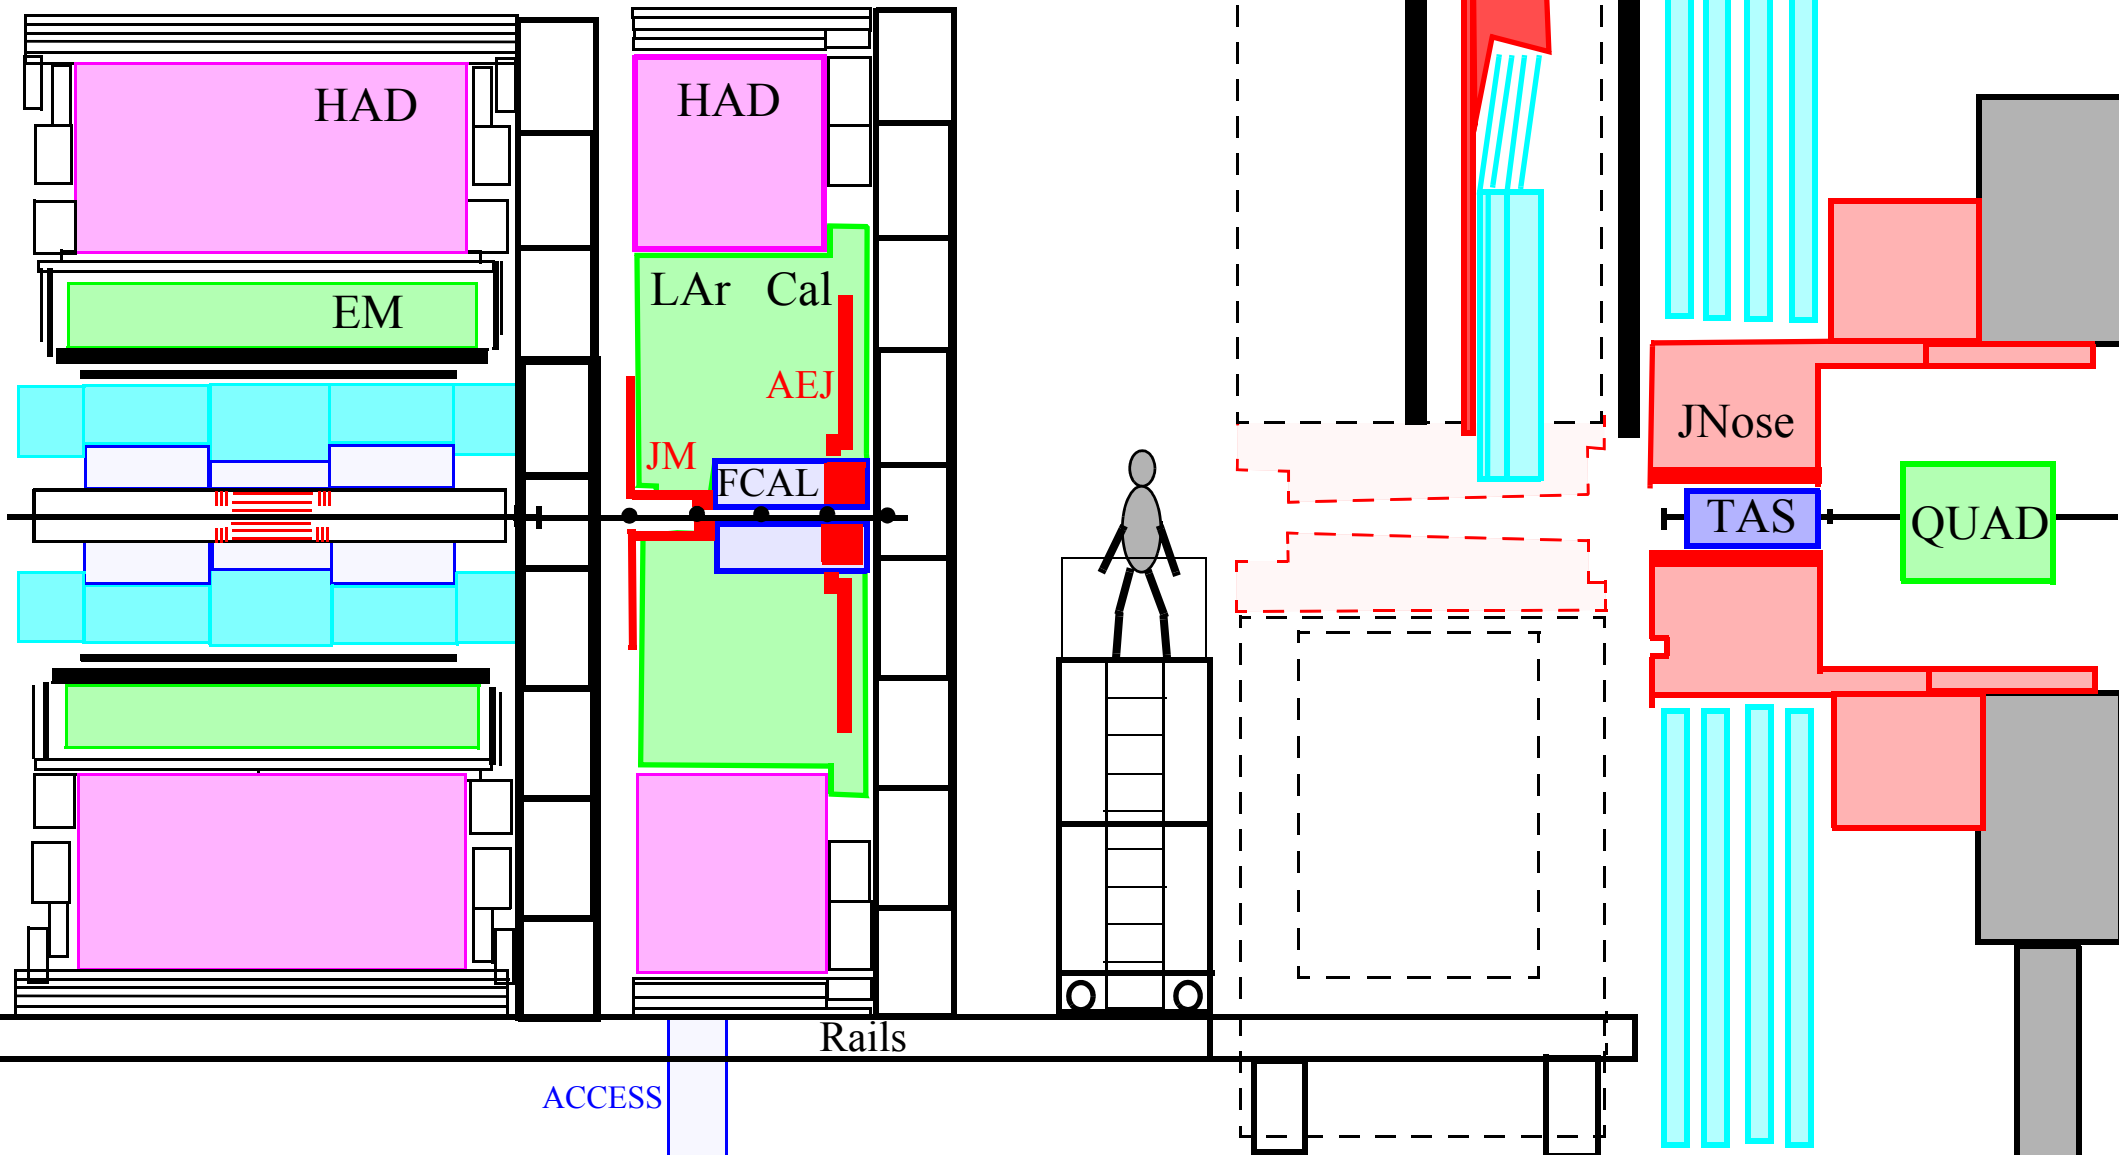 HAD
HAD
LAr Cal
EM
AEJ
JM
FCAL
JNose
TAS
QUAD
Rails
ACCESS